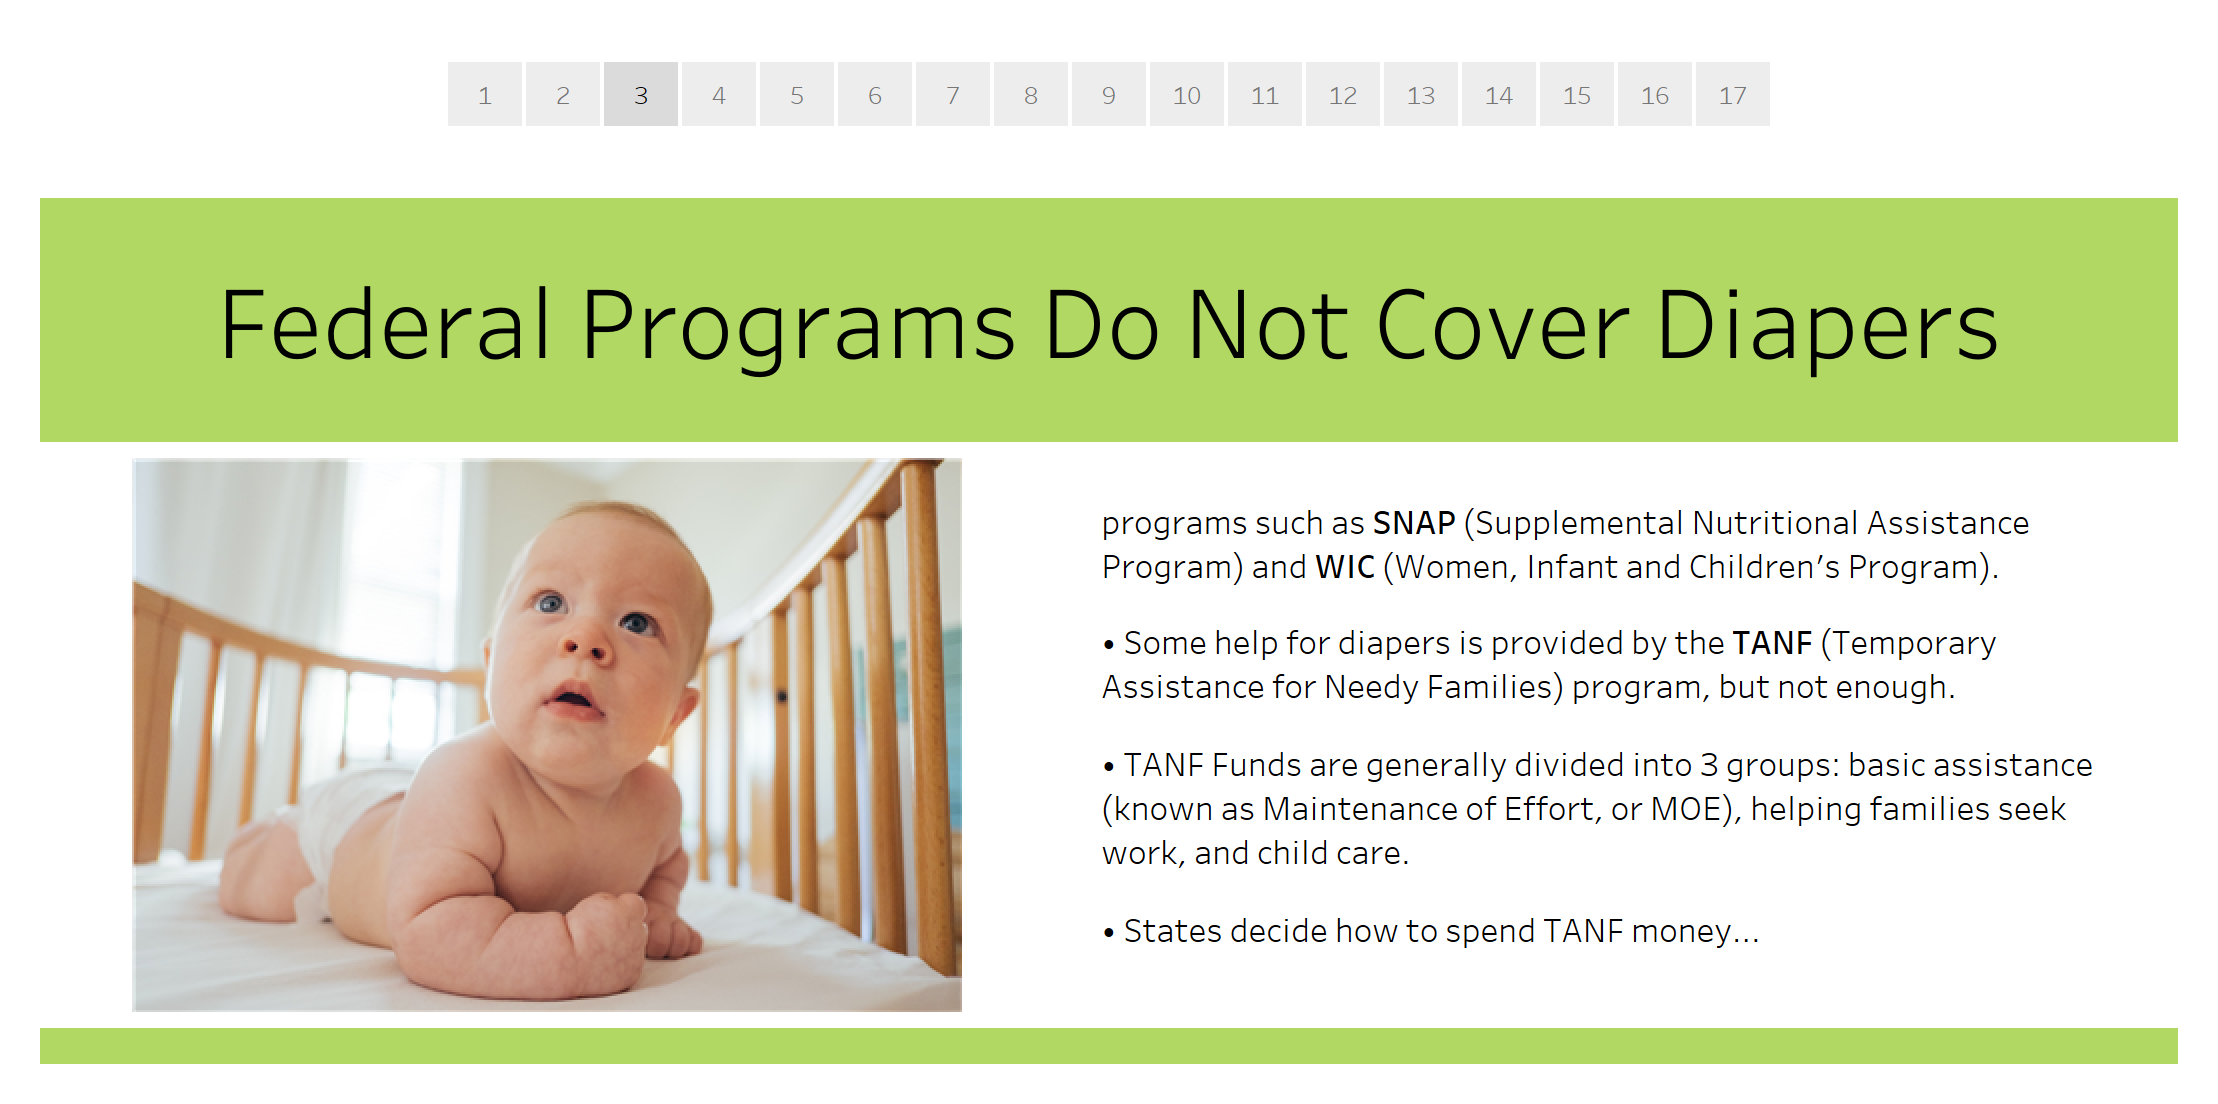 1 2 3 4 5 6 7 8 9 10 11 12 13 14 15 16 17
Federal Programs Do Not Cover Diapers
programs such as SNAP (Supplemental Nutritional Assistance
Program) and WIC (Women, Infant and Children’s Program).
• Some help for diapers is provided by the TANF (Temporary
Assistance for Needy Families) program, but not enough.
• TANF Funds are generally divided into 3 groups: basic assistance
(known as Maintenance of Effort, or MOE), helping families seek
work, and child care.
• States decide how to spend TANF money...